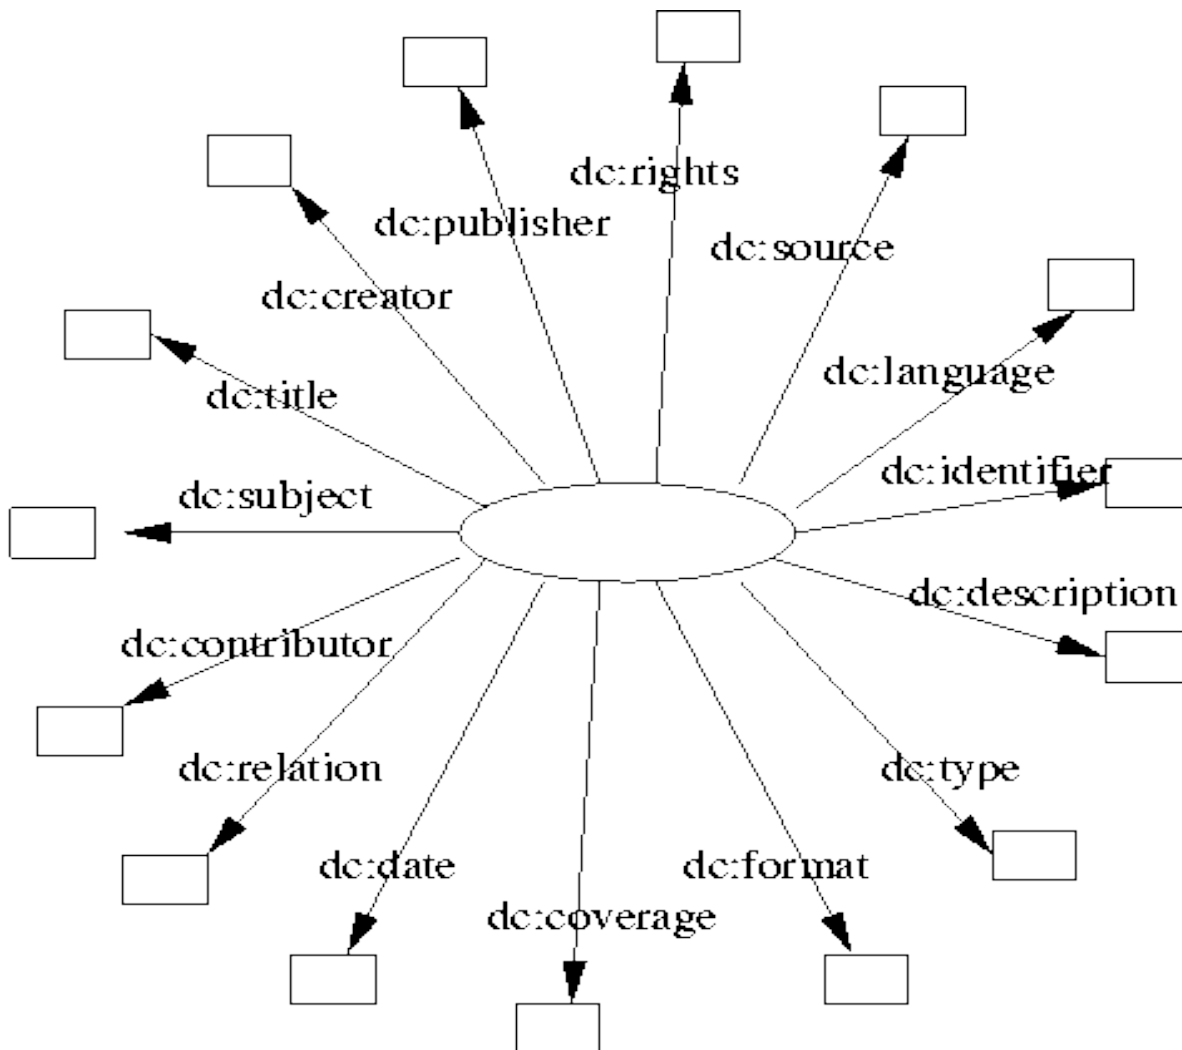 dc:rights
dc:publisher
dc:source
dc:creator
dc:language
dc:title
dc:identifier
dc:subject
dc:description
dc:contributor
dc:relation
dc:type
dc:date
dc:format
dc:coverage